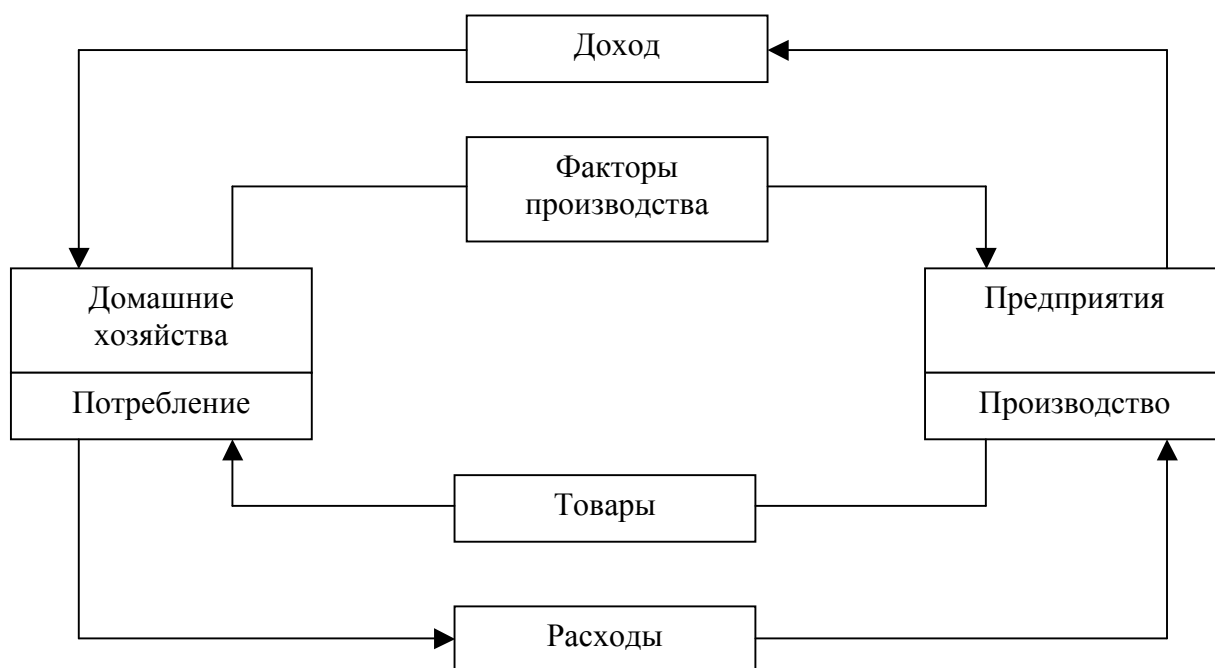 Доход
Факторы
производства
Домашние
хозяйства
Предприятия
Потребление
Производство
Товары
Расходы